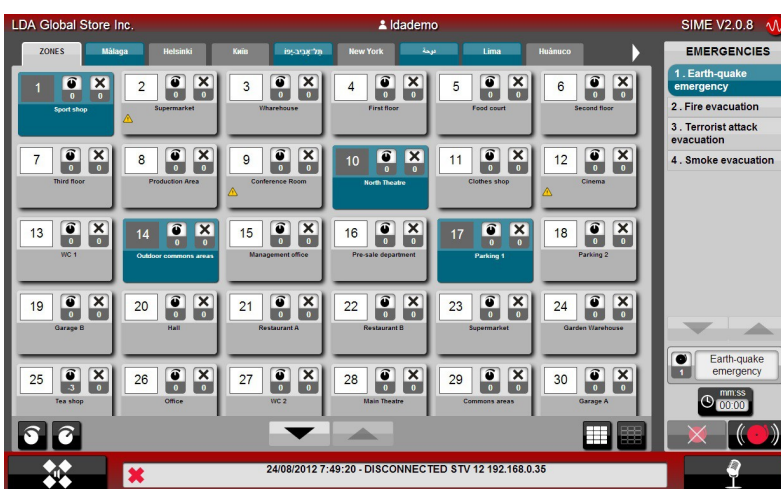 LDA Global Store Inc.
ldademo
SIME V2.0.8
ZONES
Málaga
Helsinki
Київ
תל־אביב-יפו
New York
دوحة
Lima
Huánuco
1 0 0
Sport shop
2 0 0
Supermarket
3 0 0
Wharehouse
4 0 0
First floor
5 0 0
Food court
6 0 0
Second floor
7 0 0
Third floor
8 0 0
Production Area
9 0 0
Conference Room
10 0 0
North Theatre
11 0 0
Clothes shop
12 0 0
Cinema
13 0 0
WC 1
14 0 0
Outdoor commons areas
15 0 0
Management office
16 0 0
Pre-sale department
17 0 0
Parking 1
18 0 0
Parking 2
19 0 0
Garage B
20 0 0
Hall
21 0 0
Restaurant A
22 0 0
Restaurant B
23 0 0
Supermarket
24 0 0
Garden Warehouse
25 -3 0
Tea shop
26 0 0
Office
27 0 0
WC 2
28 0 0
Main Theatre
29 0 0
Commons areas
30 0 0
Garage A
EMERGENCIES
1 . Earth-quake
emergency
2 . Fire evacuation
3 . Terrorist attack
evacuation
4 . Smoke evacuation
1
Earth-quake
emergency
mm:ss
00:00
24/08/2012 7:49:20 - DISCONNECTED STV 12 192.168.0.35